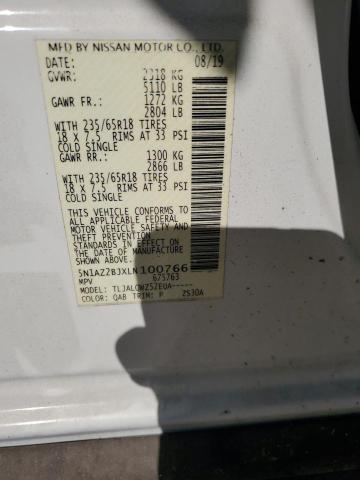 MFD BY NISSAN MOTOR CO., LTD.
DATE: 08/19
GVWR: 2318 KG
5110 LB
GAWR FR.: 1272 KG
2804 LB
WITH 235/65R18 TIRES
18 x 7.5 RIMS AT 33 PSI
COLD SINGLE
GAWR RR.: 1300 KG
2866 LB
WITH 235/65R18 TIRES
18 x 7.5 RIMS AT 33 PSI
COLD SINGLE
THIS VEHICLE CONFORMS TO
ALL APPLICABLE FEDERAL
MOTOR VEHICLE SAFETY AND
THEFT PREVENTION
STANDARDS IN EFFECT ON
THE DATE OF MANUFACTURE
SHOWN ABOVE.
5N1AZ2BJXLN100766
MPV 675763
MODEL: TLJALQWZ52EUA-----
COLOR: QAB TRIM: P 2S30A